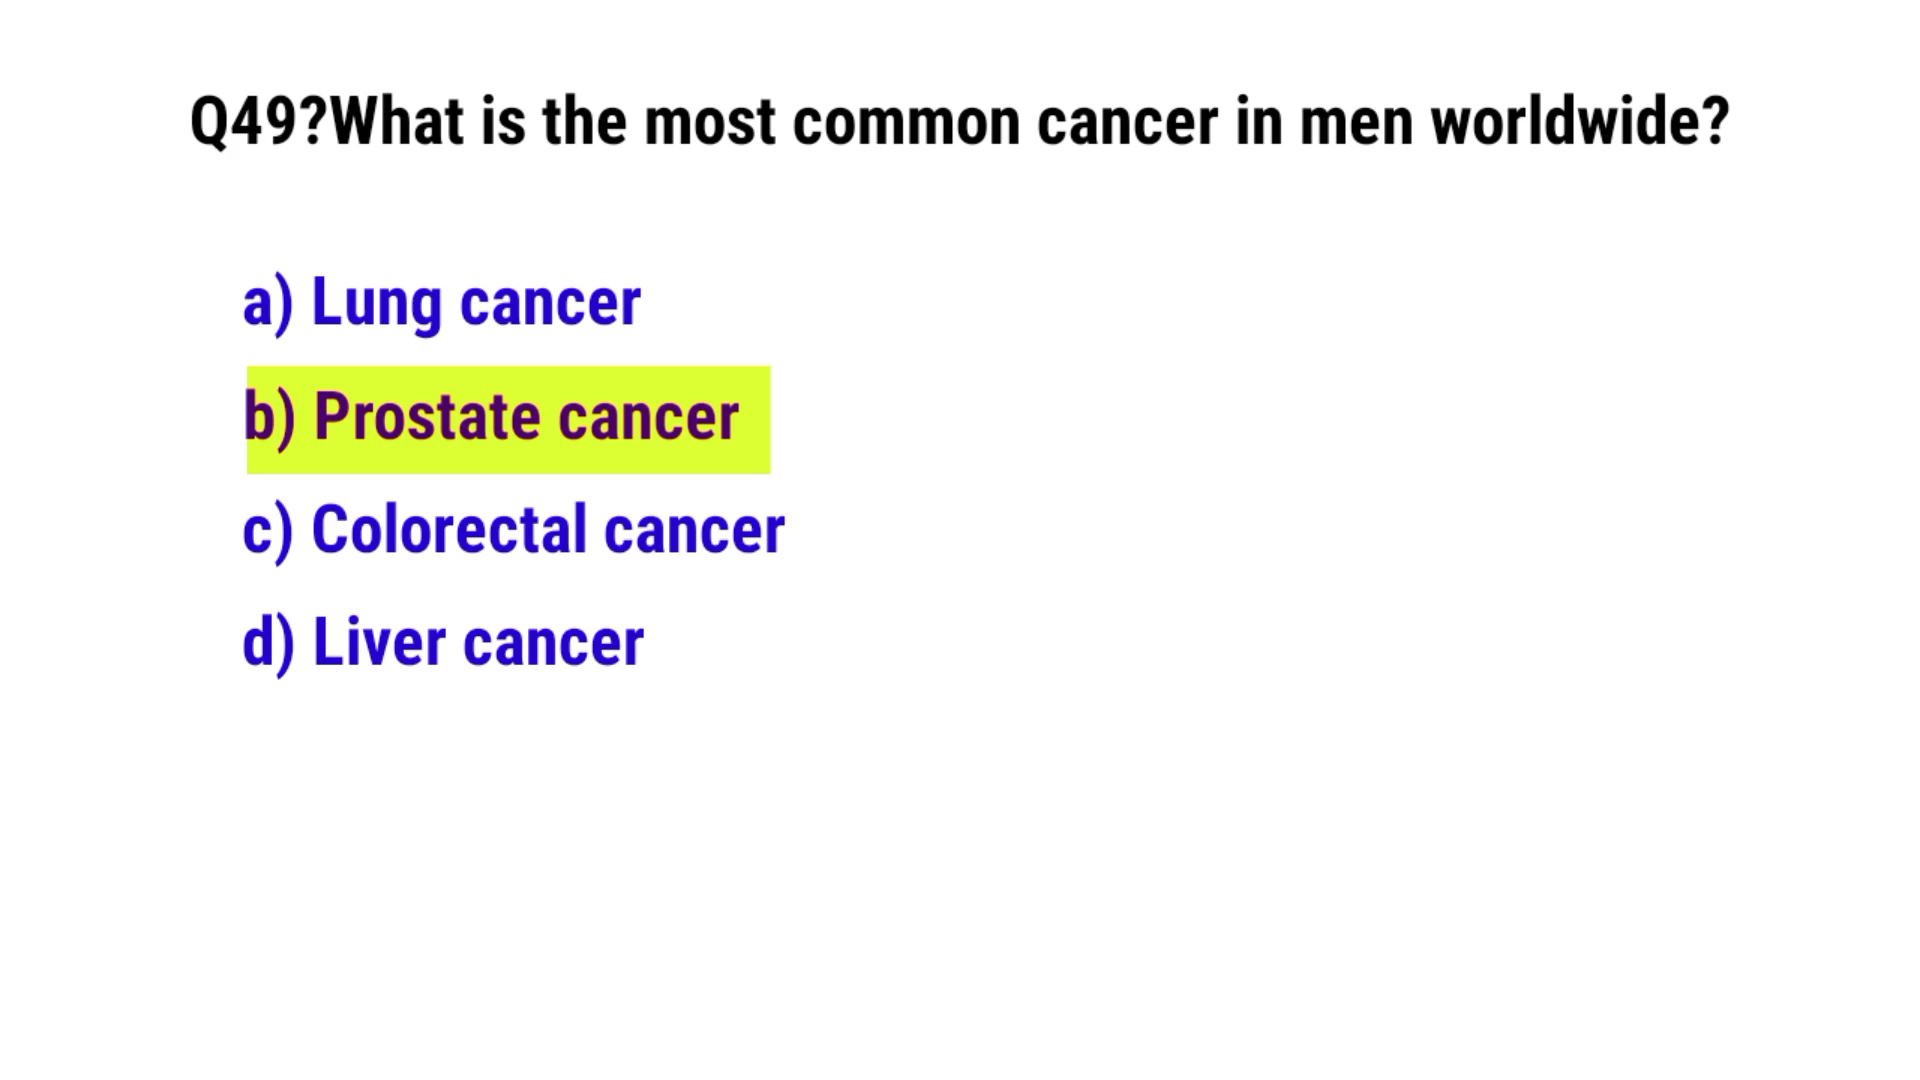 Q49?What is the most common cancer in men worldwide?
a) Lung cancer
b) Prostate cancer
c) Colorectal cancer
d) Liver cancer